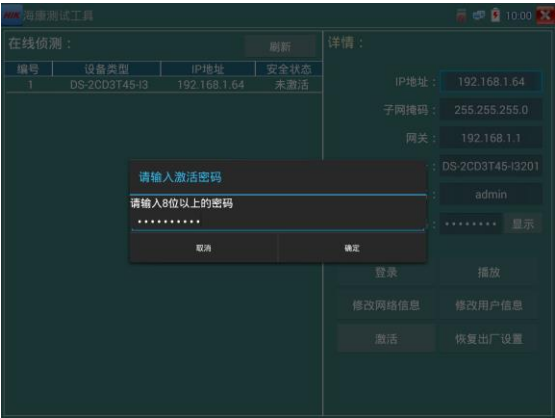 海康测试工具 10:00
在线侦测： 刷新
编号 设备类型 IP地址 安全状态
1 DS-2CD3T45-I3 192.168.1.64 未激活
请输入激活密码
请输入8位以上的密码
••••••••••
取消 确定
详情：
IP地址： 192.168.1.64
子网掩码： 255.255.255.0
网关： 192.168.1.1
： DS-2CD3T45-I3201
： admin
： •••••••• 显示
登录 播放
修改网络信息 修改用户信息
激活 恢复出厂设置